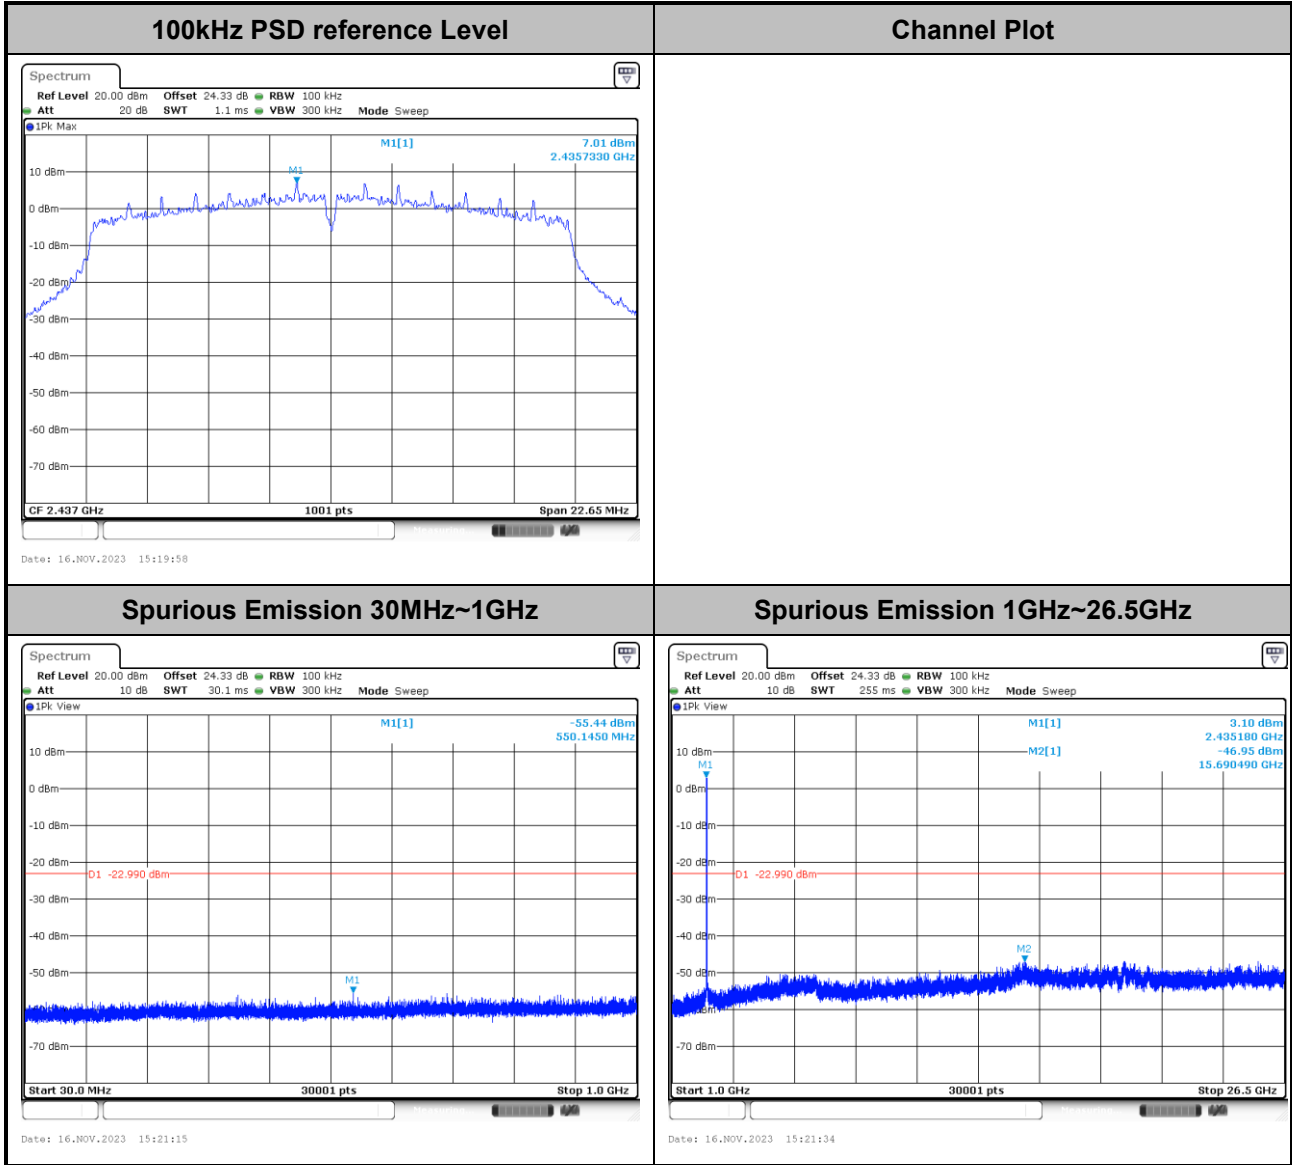 100kHz PSD reference Level
Channel Plot
Spectrum
Ref Level 20.00 dBm Offset 24.33 dB RBW 100 kHz
Att 20 dB SWT 1.1 ms VBW 300 kHz Mode Sweep
1Pk Max
M1[1] 7.01 dBm
2.4357330 GHz
M1
10 dBm
0 dBm
-10 dBm
-20 dBm
-30 dBm
-40 dBm
-50 dBm
-60 dBm
-70 dBm
CF 2.437 GHz 1001 pts Span 22.65 MHz
Date: 16.NOV.2023 15:19:58
Spurious Emission 30MHz~1GHz
Spurious Emission 1GHz~26.5GHz
Spectrum
Ref Level 20.00 dBm Offset 24.33 dB RBW 100 kHz
Att 10 dB SWT 30.1 ms VBW 300 kHz Mode Sweep
1Pk View
M1[1] -55.44 dBm
550.1450 MHz
10 dBm
0 dBm
-10 dBm
-20 dBm
D1 -22.990 dBm
-30 dBm
-40 dBm
-50 dBm
M1
-70 dBm
Start 30.0 MHz 30001 pts Stop 1.0 GHz
Date: 16.NOV.2023 15:21:15
Spectrum
Ref Level 20.00 dBm Offset 24.33 dB RBW 100 kHz
Att 10 dB SWT 255 ms VBW 300 kHz Mode Sweep
1Pk View
M1[1] 3.10 dBm
2.435180 GHz
10 dBm M2[1] -46.95 dBm
M1 15.690490 GHz
0 dBm
-10 dBm
-20 dBm
D1 -22.990 dBm
-30 dBm
-40 dBm
M2
-50 dBm
-70 dBm
Start 1.0 GHz 30001 pts Stop 26.5 GHz
Date: 16.NOV.2023 15:21:34